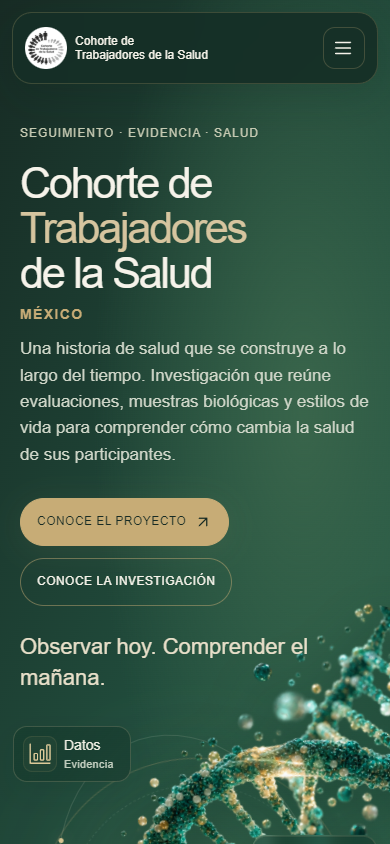 Cohorte de
Trabajadores de la Salud
SEGUIMIENTO · EVIDENCIA · SALUD
Cohorte de
Trabajadores
de la Salud
MÉXICO
Una historia de salud que se construye a lo
largo del tiempo. Investigación que reúne
evaluaciones, muestras biológicas y estilos de
vida para comprender cómo cambia la salud
de sus participantes.
CONOCE EL PROYECTO
CONOCE LA INVESTIGACIÓN
Observar hoy. Comprender el
mañana.
Datos
Evidencia